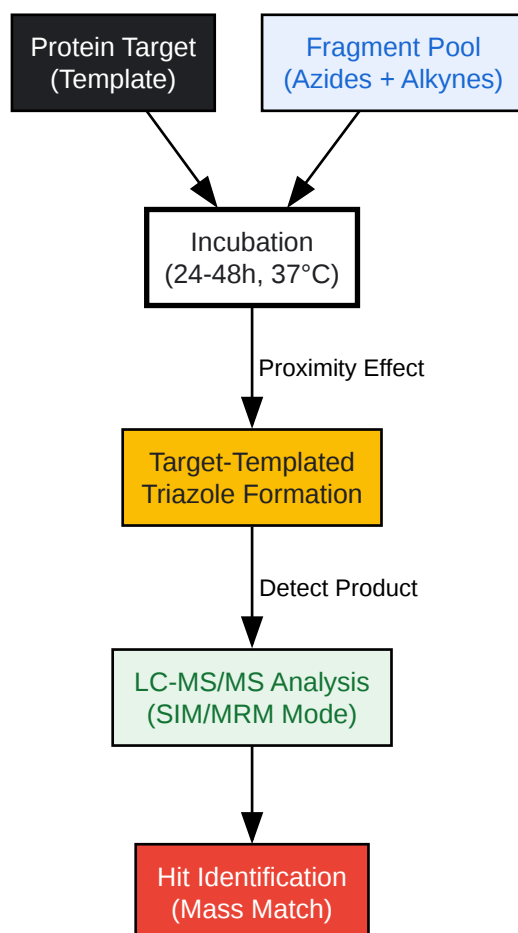 Protein Target
(Template)
Fragment Pool
(Azides + Alkynes)
Incubation
(24-48h, 37°C)
Proximity Effect
Target-Templated
Triazole Formation
Detect Product
LC-MS/MS Analysis
(SIM/MRM Mode)
Hit Identification
(Mass Match)